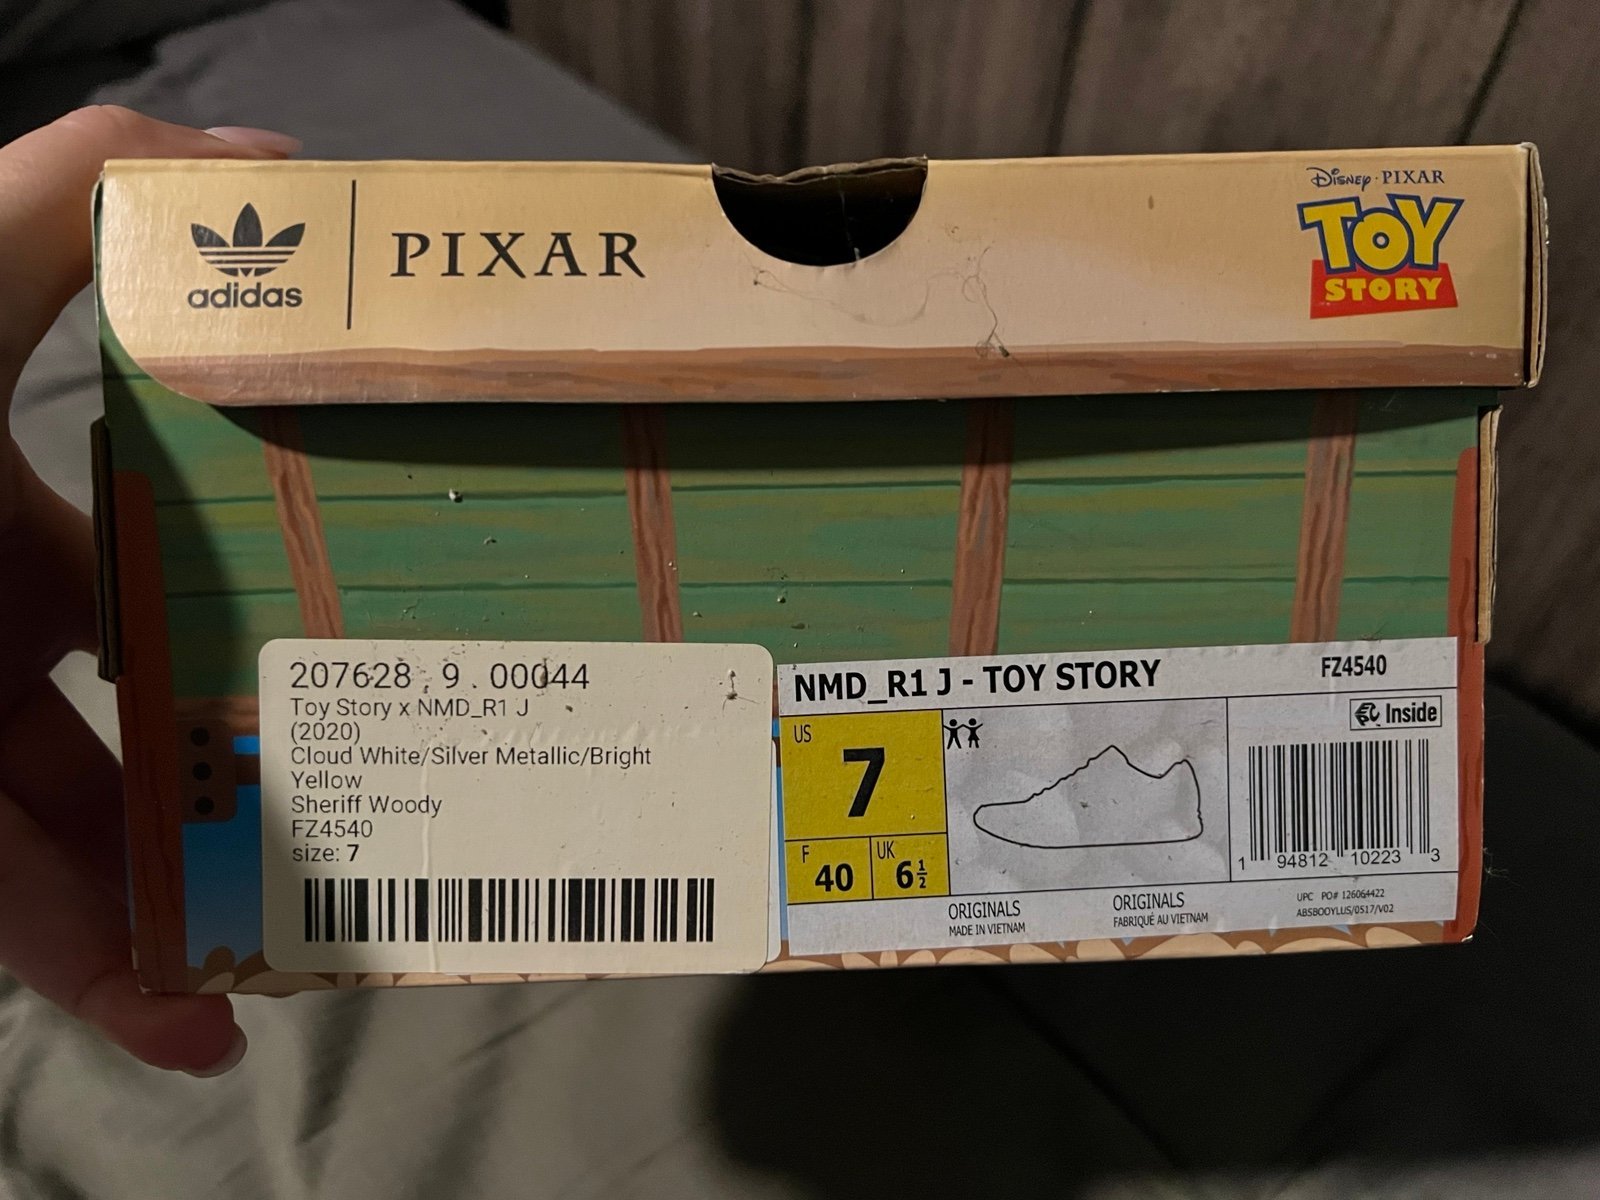 adidas
PIXAR
Disney · PIXAR
TOY
STORY
207628 . 9 . 00044
Toy Story x NMD_R1 J
(2020)
Cloud White/Silver Metallic/Bright
Yellow
Sheriff Woody
FZ4540
size: 7
NMD_R1 J - TOY STORY
FZ4540
US
7
F
40
UK
6 1/2
Inside
1 94812 10223 3
ORIGINALS
MADE IN VIETNAM
ORIGINALS
FABRIQUÉ AU VIETNAM
UPC PO# 126064422
ABSBOOYLUS/0517/V02